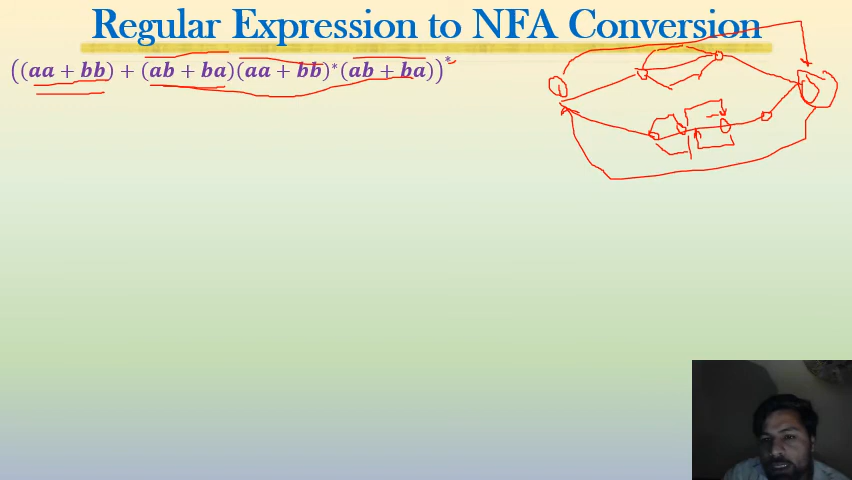 Regular Expression to NFA Conversion
((aa + bb) + (ab + ba)(aa + bb)*(ab + ba))*